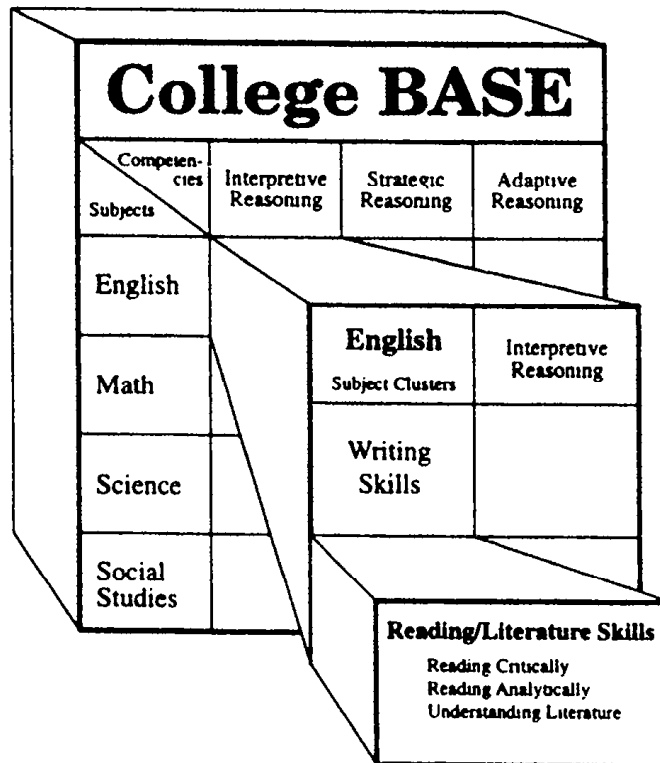 College BASE
Competen-
cies
Subjects
Interpretive
Reasoning
Strategic
Reasoning
Adaptive
Reasoning
English
Math
Science
Social
Studies
English
Subject Clusters
Interpretive
Reasoning
Writing
Skills
Reading/Literature Skills
Reading Critically
Reading Analytically
Understanding Literature